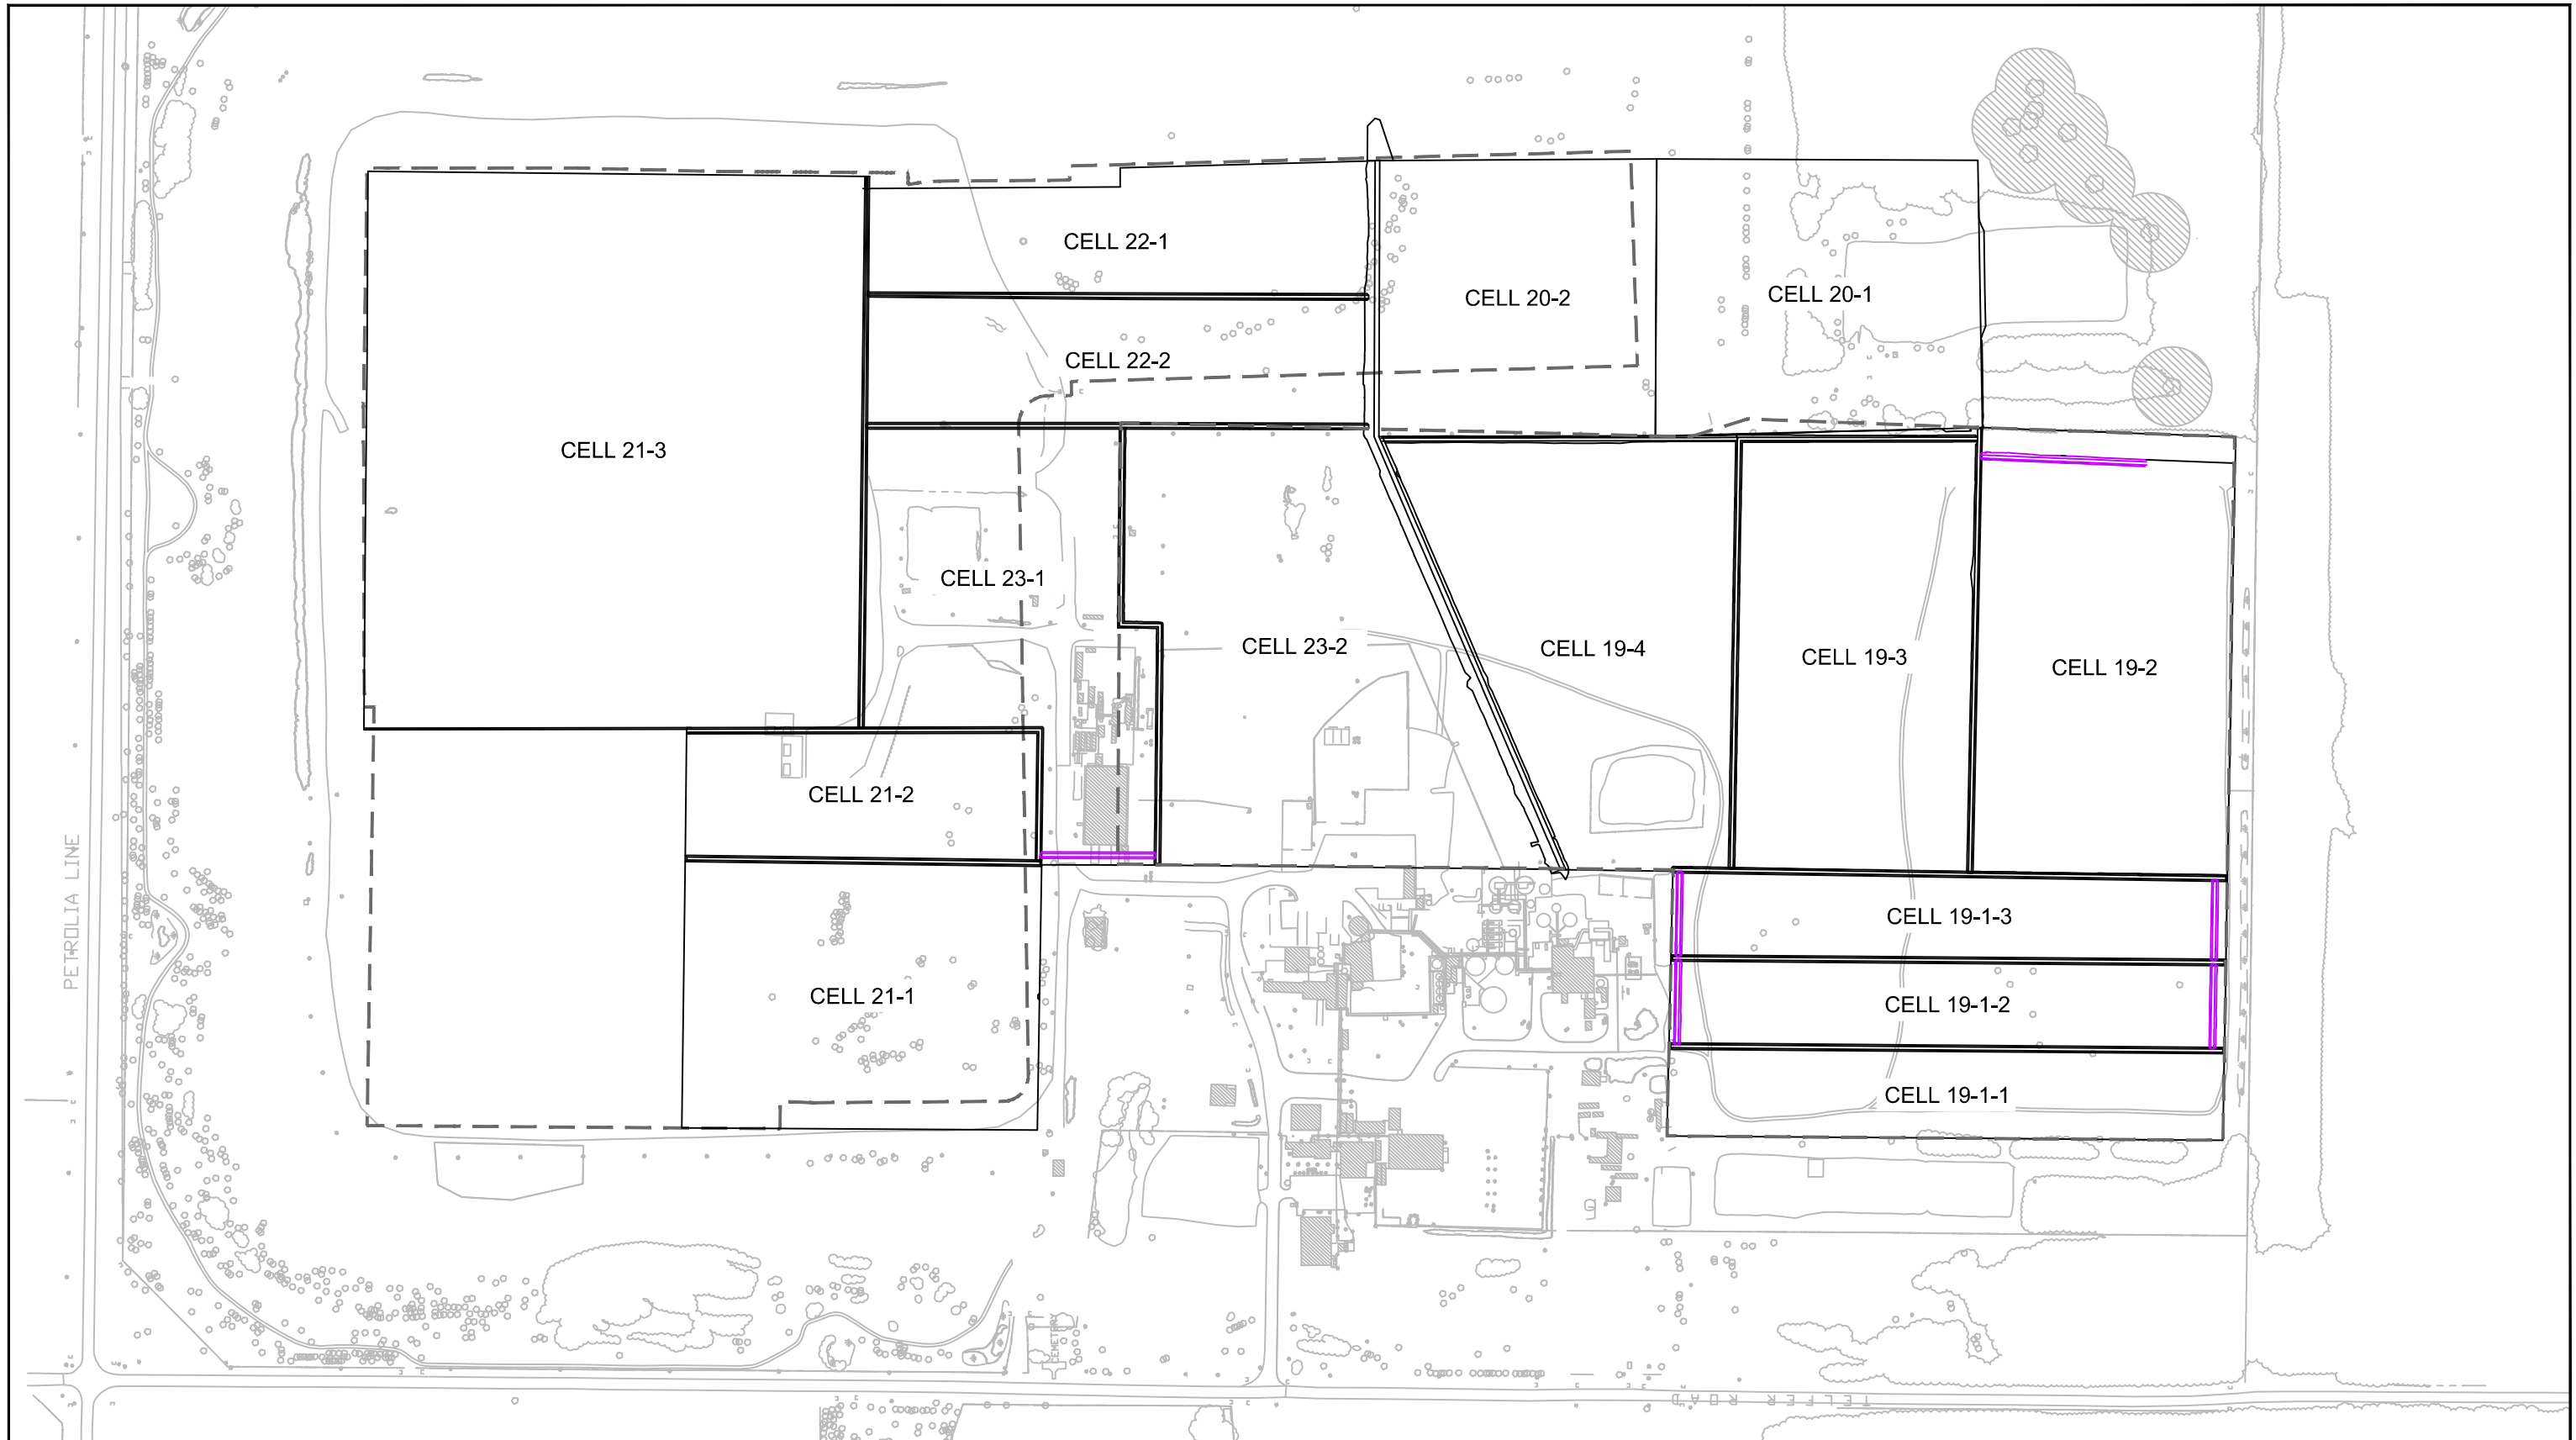 CELL 22-1
CELL 20-2
CELL 20-1
CELL 22-2
CELL 21-3
CELL 23-1
CELL 23-2
CELL 19-4
CELL 19-3
CELL 19-2
CELL 21-2
CELL 19-1-3
CELL 21-1
CELL 19-1-2
CELL 19-1-1
PETROLIA LINE
CEMETERY
TELFER ROAD